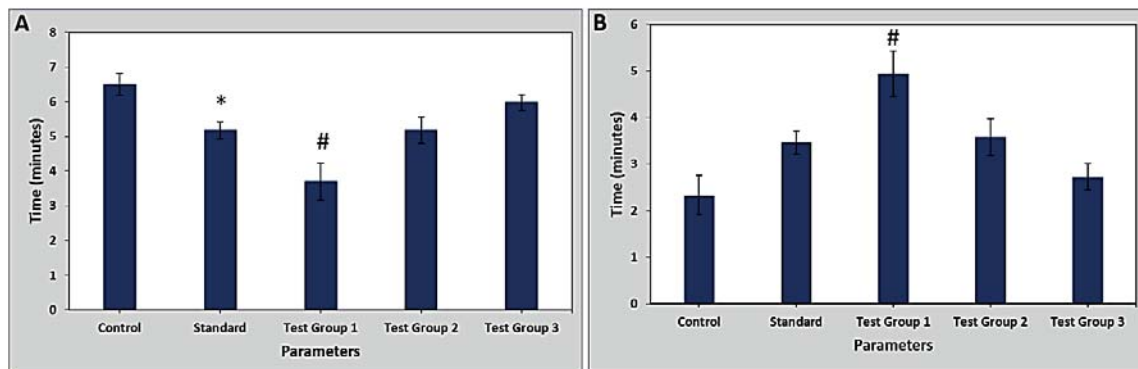 A
Time (minutes)
8
7
6
5
4
3
2
1
0
*
#
Control Standard Test Group 1 Test Group 2 Test Group 3
Parameters
B
Time (minutes)
6
5
4
3
2
1
0
#
Control Standard Test Group 1 Test Group 2 Test Group 3
Parameters